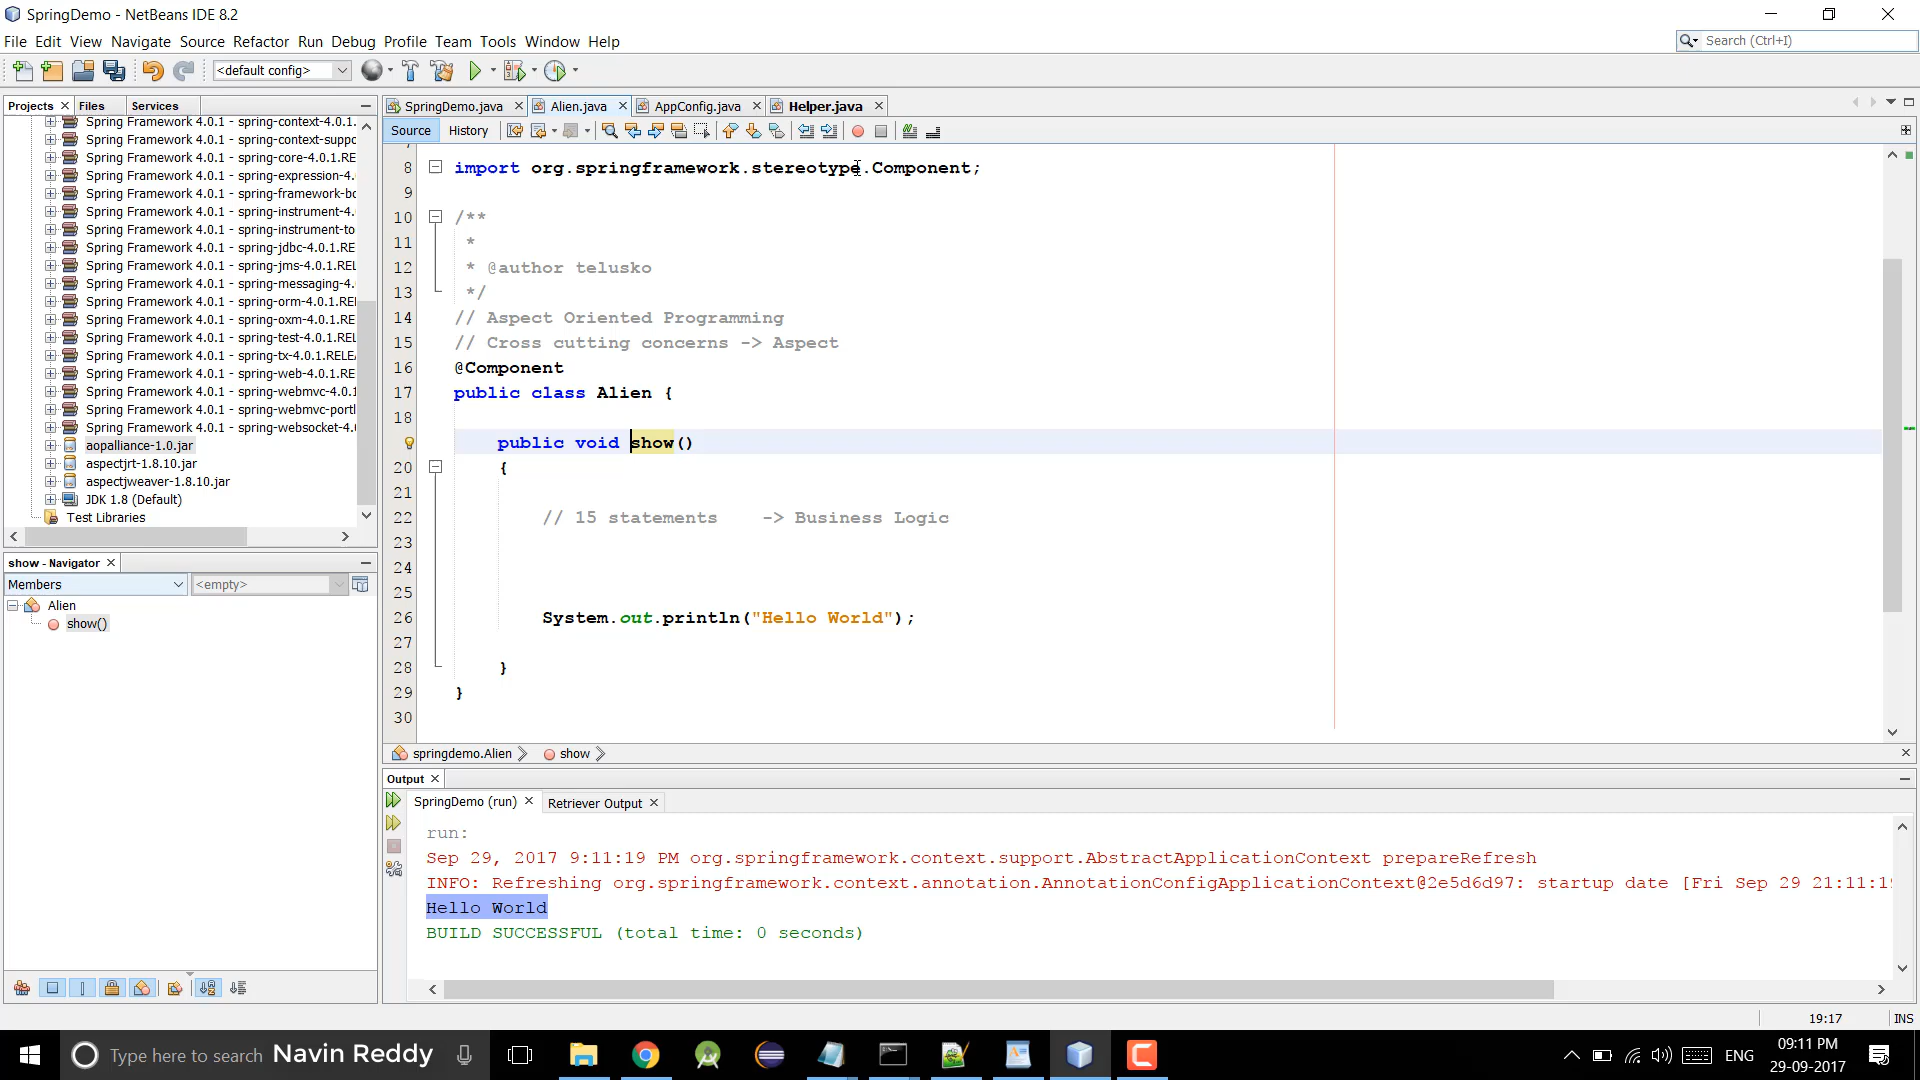 SpringDemo - NetBeans IDE 8.2
File Edit View Navigate Source Refactor Run Debug Profile Team Tools Window Help
Search (Ctrl+I)
<default config>
Projects Files Services
Spring Framework 4.0.1 - spring-context-4.0.1.
Spring Framework 4.0.1 - spring-context-suppo
Spring Framework 4.0.1 - spring-core-4.0.1.RE
Spring Framework 4.0.1 - spring-expression-4.
Spring Framework 4.0.1 - spring-framework-bo
Spring Framework 4.0.1 - spring-instrument-4.
Spring Framework 4.0.1 - spring-instrument-to
Spring Framework 4.0.1 - spring-jdbc-4.0.1.RE
Spring Framework 4.0.1 - spring-jms-4.0.1.REL
Spring Framework 4.0.1 - spring-messaging-4.
Spring Framework 4.0.1 - spring-orm-4.0.1.REI
Spring Framework 4.0.1 - spring-oxm-4.0.1.RE
Spring Framework 4.0.1 - spring-test-4.0.1.REL
Spring Framework 4.0.1 - spring-tx-4.0.1.RELE
Spring Framework 4.0.1 - spring-web-4.0.1.RE
Spring Framework 4.0.1 - spring-webmvc-4.0.1
Spring Framework 4.0.1 - spring-webmvc-portl
Spring Framework 4.0.1 - spring-websocket-4.
aopalliance-1.0.jar
aspectjrt-1.8.10.jar
aspectjweaver-1.8.10.jar
JDK 1.8 (Default)
Test Libraries
show - Navigator
Members <empty>
Alien
show()
SpringDemo.java Alien.java AppConfig.java Helper.java
Source History
8 import org.springframework.stereotype.Component;
9
10 /**
11 *
12 * @author telusko
13 */
14 // Aspect Oriented Programming
15 // Cross cutting concerns -> Aspect
16 @Component
17 public class Alien {
18
public void show()
20 {
21
22 // 15 statements -> Business Logic
23
24
25
26 System.out.println("Hello World");
27
28 }
29 }
30
springdemo.Alien show
Output
SpringDemo (run) Retriever Output
run:
Sep 29, 2017 9:11:19 PM org.springframework.context.support.AbstractApplicationContext prepareRefresh
INFO: Refreshing org.springframework.context.annotation.AnnotationConfigApplicationContext@2e5d6d97: startup date [Fri Sep 29 21:11:19
Hello World
BUILD SUCCESSFUL (total time: 0 seconds)
19:17 INS
Type here to search Navin Reddy
ENG
09:11 PM
29-09-2017